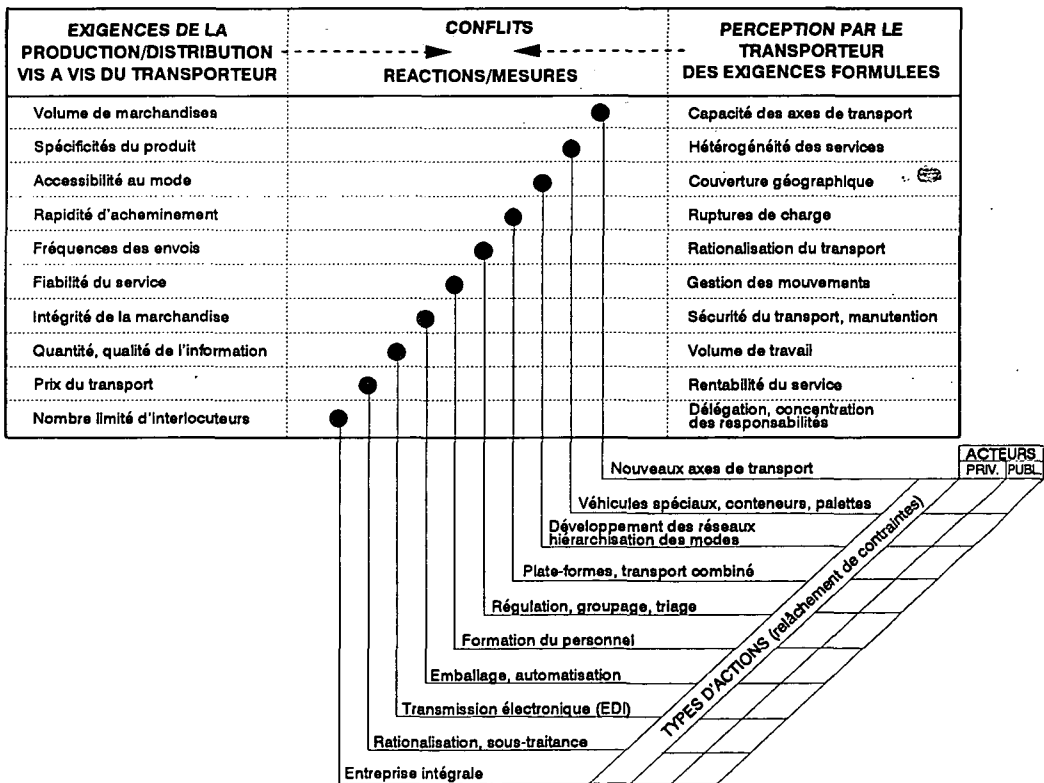 EXIGENCES DE LA
PRODUCTION/DISTRIBUTION
VIS A VIS DU TRANSPORTEUR
CONFLITS
REACTIONS/MESURES
PERCEPTION PAR LE
TRANSPORTEUR
DES EXIGENCES FORMULEES
Volume de marchandises
Capacité des axes de transport
Spécificités du produit
Hétérogénéité des services
Accessibilité au mode
Couverture géographique
Rapidité d'acheminement
Ruptures de charge
Fréquences des envois
Rationalisation du transport
Fiabilité du service
Gestion des mouvements
Intégrité de la marchandise
Sécurité du transport, manutention
Quantité, qualité de l'information
Volume de travail
Prix du transport
Rentabilité du service
Nombre limité d'interlocuteurs
Délégation, concentration
des responsabilités
ACTEURS
PRIV. PUBL
Nouveaux axes de transport
Véhicules spéciaux, conteneurs, palettes
Développement des réseaux
hiérarchisation des modes
Plate-formes, transport combiné
Régulation, groupage, triage
Formation du personnel
Emballage, automatisation
Transmission électronique (EDI)
Rationalisation, sous-traitance
Entreprise intégrale
TYPES D'ACTIONS (relâchement de contraintes)